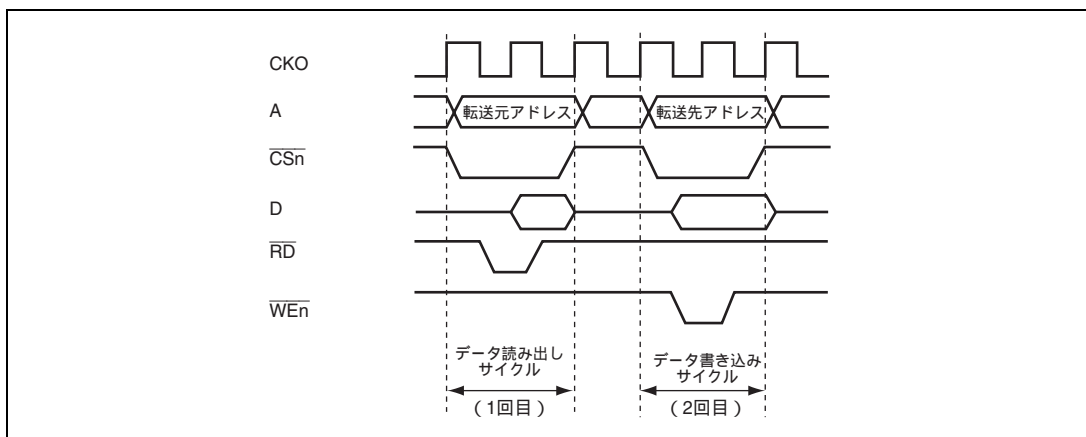 CKO
A
転送元アドレス
転送先アドレス
CSn
D
RD
WEn
データ読み出し
サイクル
(1回目)
データ書き込み
サイクル
(2回目)